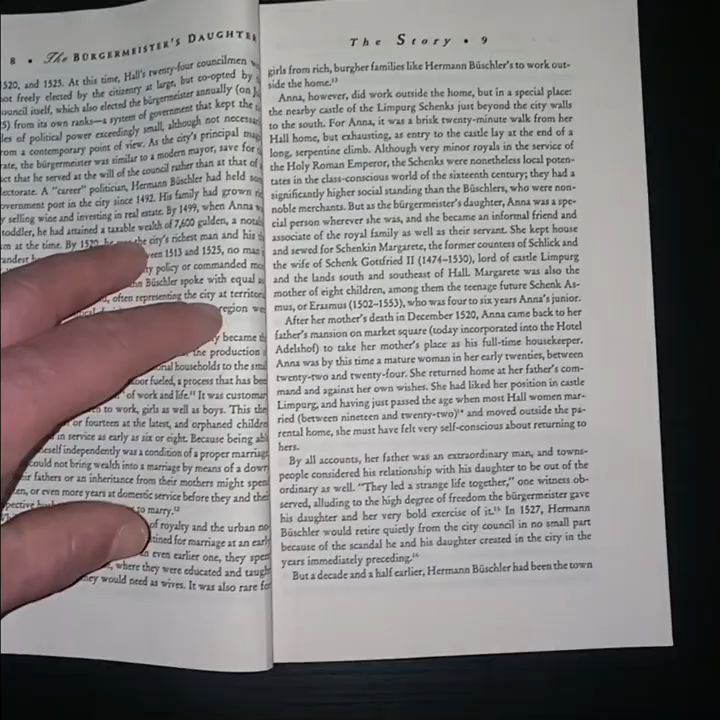 8 • The BÜRGERMEISTER'S DAUGHTER
1520, and 1525. At this time, Hall's twenty-four councilmen
not freely elected by the citizenry at large, but co-opted by
council itself, which also elected the bürgermeister annually (on
5) from its own ranks—a system of government that kept the
les of political power exceedingly small, although not
from a contemporary point of view. As the city's principal
rate, the bürgermeister was similar to a modern mayor, save for
act that he served at the will of the council rather than at that of
lectorate. A "career" politician, Hermann Büschler had held
overnment post in the city since 1492. His family had grown
y selling wine and investing in real estate. By 1499, when Anna
toddler, he had attained a taxable wealth of 7,600 gulden, a
um at the time. By 1520, he the city's richest man and his
andest een 1513 and 1525, no man
ty policy or commanded
Büschler spoke with equal
d, often representing the city at
region
became
the production
onal households to the
fueled, a process that has
of work and life." It was
to work, girls as well as boys. This
or fourteen at the latest, and orphaned
in service as early as six or eight. Because being
eself independently was a condition of proper
could not bring wealth into a marriage by means of a
fathers or an inheritance from their mothers might
en, or even more years at domestic service before they and
to marry.¹²
of royalty and the urban
tined for marriage at an
an even earlier one, they
where they were educated and
they would need as wives. It was also rare for
The Story • 9
girls from rich, burgher families like Hermann Büschler's to work out-
side the home.¹³
Anna, however, did work outside the home, but in a special place:
the nearby castle of the Limpurg Schenks just beyond the city walls
to the south. For Anna, it was a brisk twenty-minute walk from her
Hall home, but exhausting, as entry to the castle lay at the end of a
long, serpentine climb. Although very minor royals in the service of
the Holy Roman Emperor, the Schenks were nonetheless local poten-
tates in the class-conscious world of the sixteenth century; they had a
significantly higher social standing than the Büschlers, who were non-
noble merchants. But as the bürgermeister's daughter, Anna was a spe-
cial person wherever she was, and she became an informal friend and
associate of the royal family as well as their servant. She kept house
and sewed for Schenkin Margarete, the former countess of Schlick and
the wife of Schenk Gottfried II (1474–1530), lord of castle Limpurg
and the lands south and southeast of Hall. Margarete was also the
mother of eight children, among them the teenage future Schenk As-
mus, or Erasmus (1502–1553), who was four to six years Anna's junior.
After her mother's death in December 1520, Anna came back to her
father's mansion on market square (today incorporated into the Hotel
Adelshof) to take her mother's place as his full-time housekeeper.
Anna was by this time a mature woman in her early twenties, between
twenty-two and twenty-four. She returned home at her father's com-
mand and against her own wishes. She had liked her position in castle
Limpurg, and having just passed the age when most Hall women mar-
ried (between nineteen and twenty-two)¹⁴ and moved outside the pa-
rental home, she must have felt very self-conscious about returning to
hers.
By all accounts, her father was an extraordinary man, and towns-
people considered his relationship with his daughter to be out of the
ordinary as well. "They led a strange life together," one witness ob-
served, alluding to the high degree of freedom the bürgermeister gave
his daughter and her very bold exercise of it.¹⁵ In 1527, Hermann
Büschler would retire quietly from the city council in no small part
because of the scandal he and his daughter created in the city in the
years immediately preceding.¹⁶
But a decade and a half earlier, Hermann Büschler had been the town